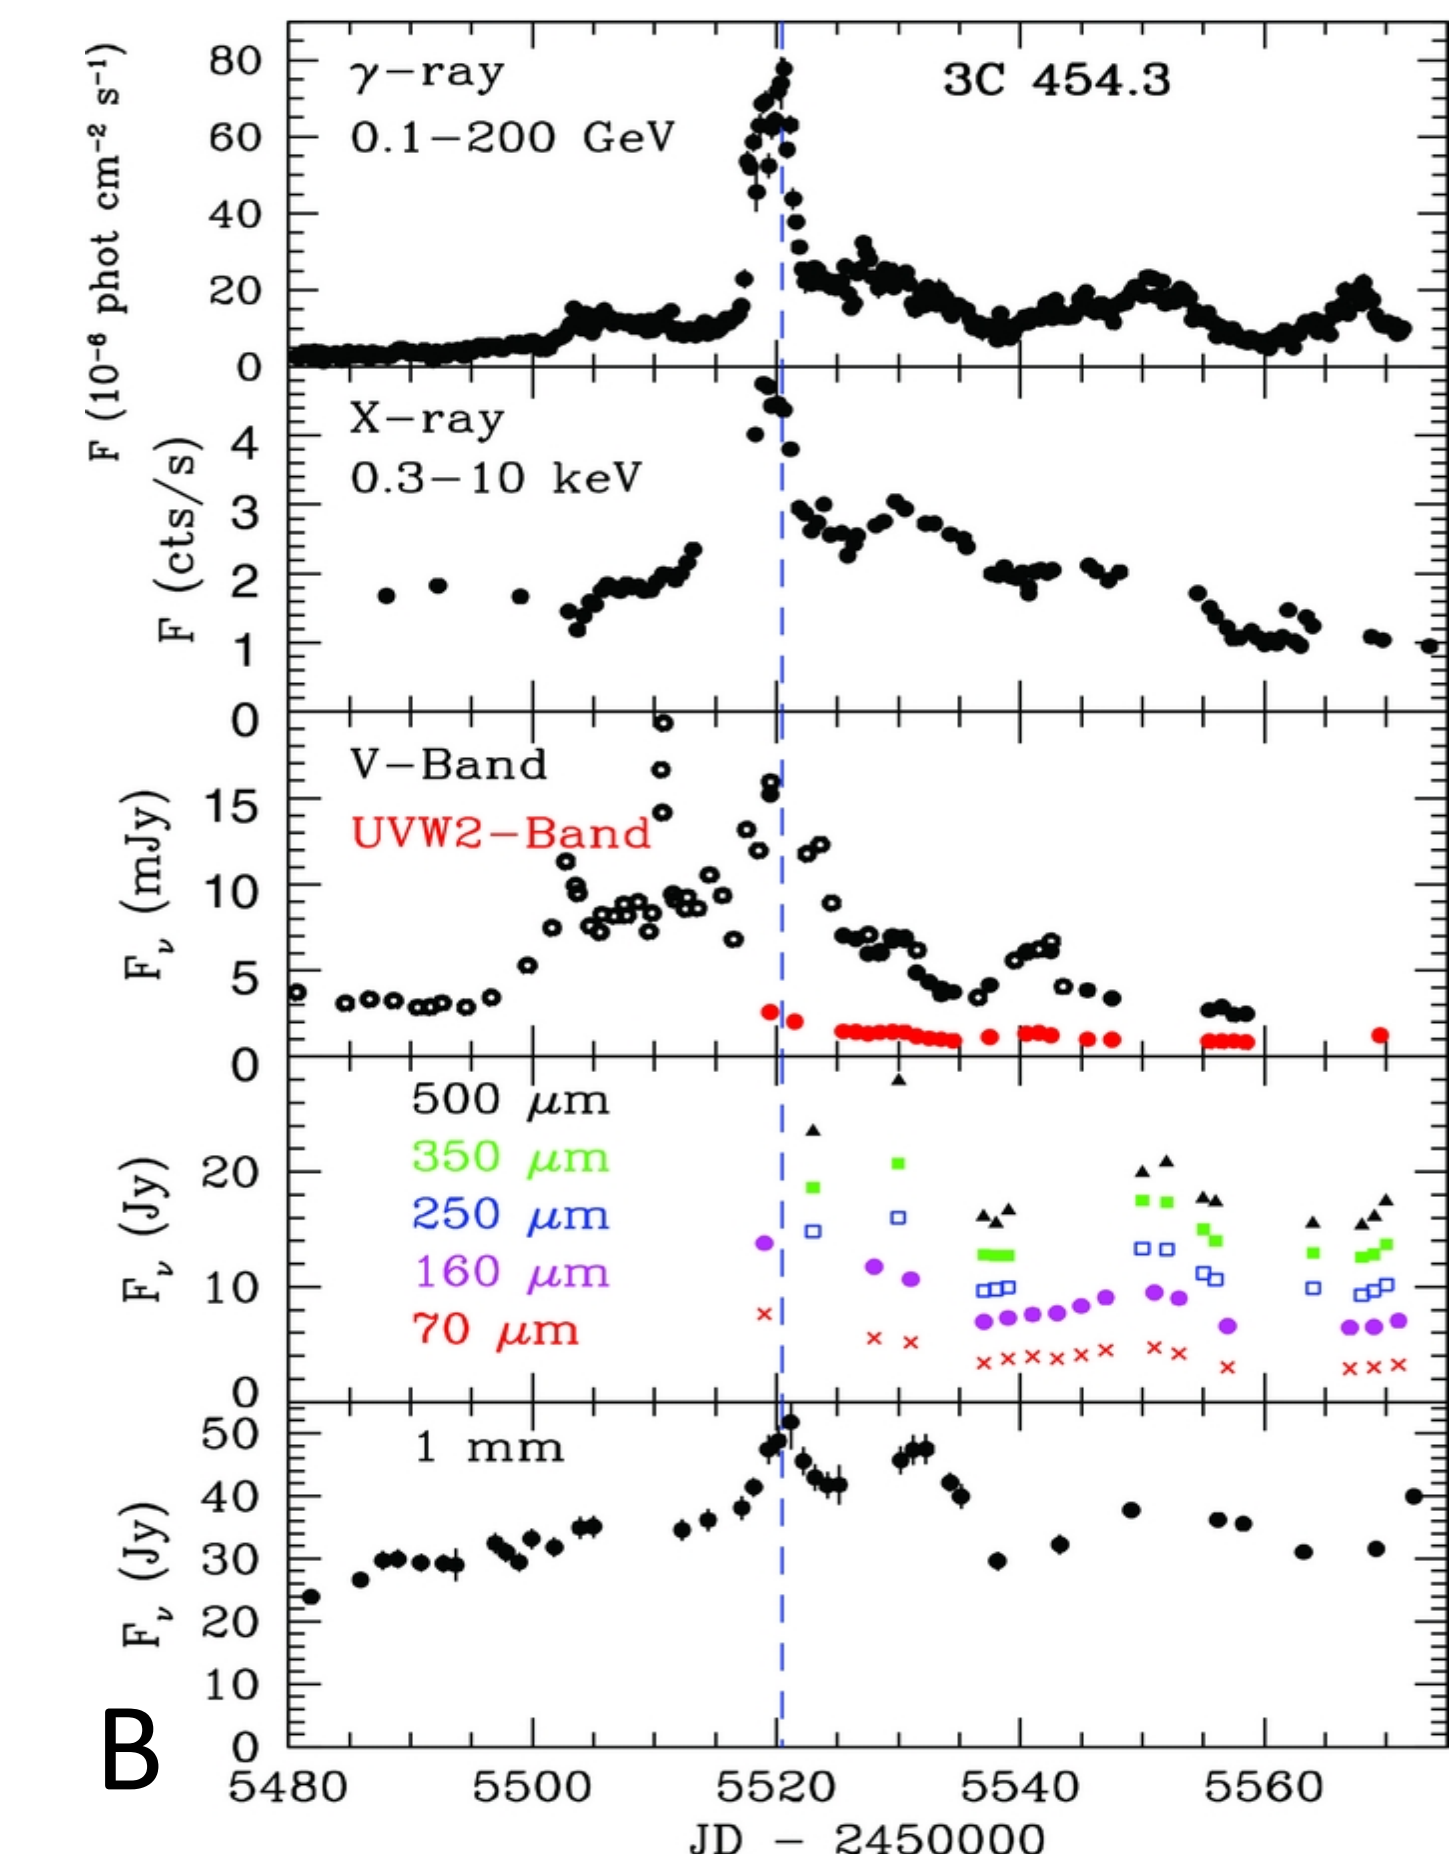 γ-ray
0.1-200 GeV
3C 454.3
F (10⁻⁶ phot cm⁻² s⁻¹)
80
60
40
20
0
X-ray
0.3-10 keV
F (cts/s)
4
3
2
1
0
V-Band
UVW2-Band
Fν (mJy)
15
10
5
0
500 μm
350 μm
250 μm
160 μm
70 μm
Fν (Jy)
20
10
0
1 mm
Fν (Jy)
50
40
30
20
10
0
B
5480 5500 5520 5540 5560
JD - 2450000